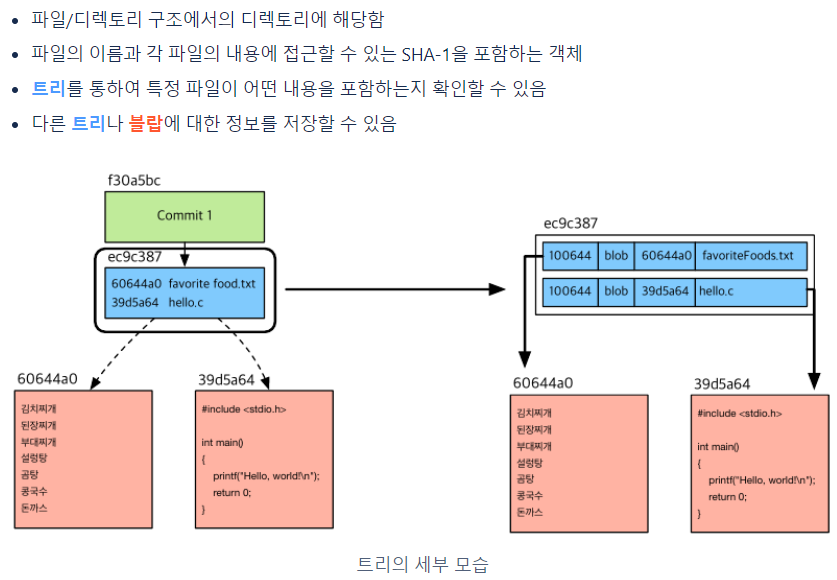 파일/디렉토리 구조에서의 디렉토리에 해당함
파일의 이름과 각 파일의 내용에 접근할 수 있는 SHA-1을 포함하는 객체
트리를 통하여 특정 파일이 어떤 내용을 포함하는지 확인할 수 있음
다른 트리나 블랍에 대한 정보를 저장할 수 있음
f30a5bc
Commit 1
ec9c387
60644a0 favorite food.txt
39d5a64 hello.c
60644a0
김치찌개
된장찌개
부대찌개
설렁탕
곰탕
콩국수
돈까스
39d5a64
#include <stdio.h>
int main()
{
printf("Hello, world!\n");
return 0;
}
ec9c387
100644 blob 60644a0 favoriteFoods.txt
100644 blob 39d5a64 hello.c
60644a0
김치찌개
된장찌개
부대찌개
설렁탕
곰탕
콩국수
돈까스
39d5a64
#include <stdio.h>
int main()
{
printf("Hello, world!\n");
return 0;
}
트리의 세부 모습